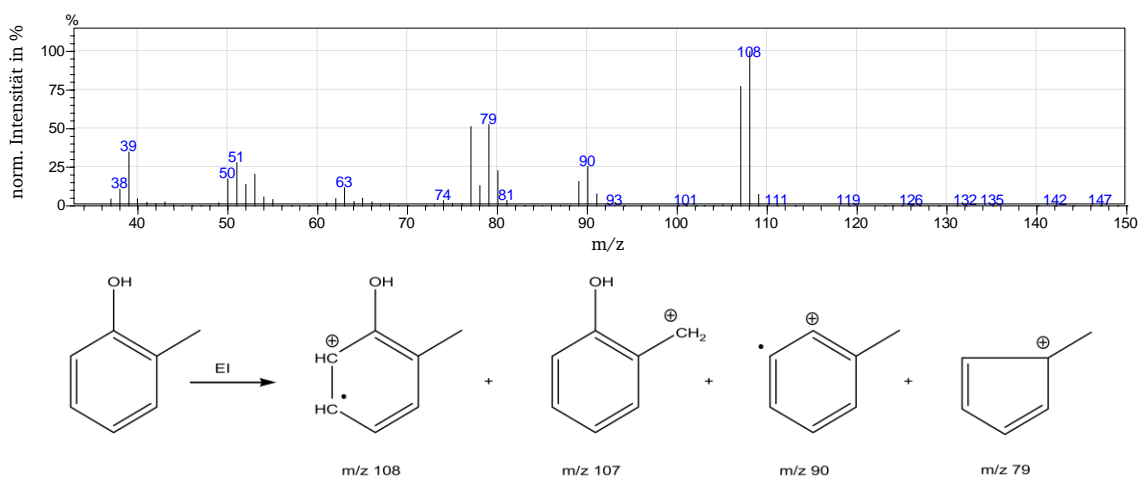 %
norm. Intensität in %
100
75
50
25
0
38
39
50
51
63
74
79
81
90
93
101
108
111
119
126
132
135
142
147
40 50 60 70 80 90 100 110 120 130 140 150
m/z
OH
EI
OH
⊕
HC
HC
•
m/z 108
+
OH
⊕
CH₂
m/z 107
+
⊕
•
m/z 90
+
⊕
m/z 79